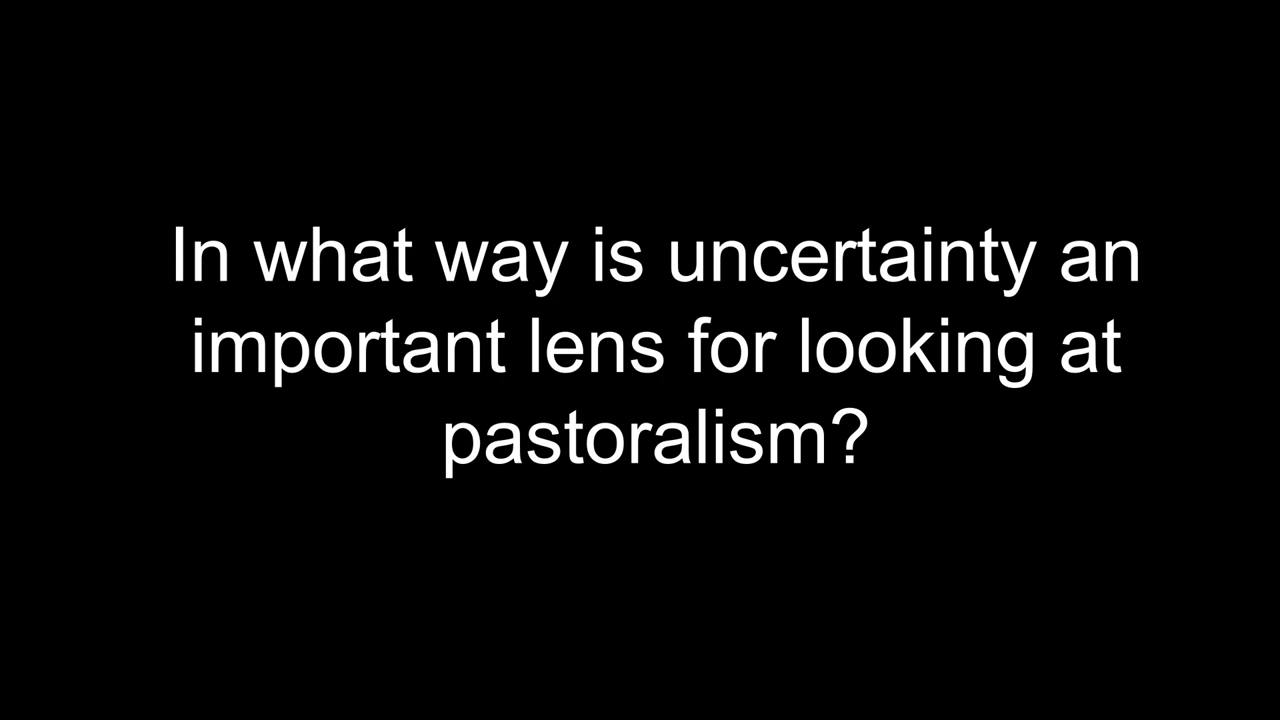 In what way is uncertainty an
important lens for looking at
pastoralism?